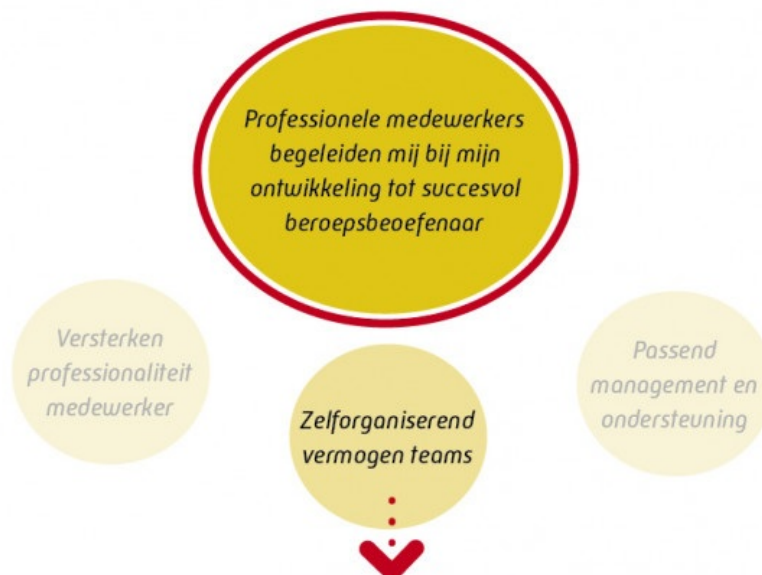 Professionele medewerkers
begeleiden mij bij mijn
ontwikkeling tot succesvol
beroepsbeoefenaar
Versterken
professionaliteit
medewerker
Zelforganiserend
vermogen teams
Passend
management en
ondersteuning